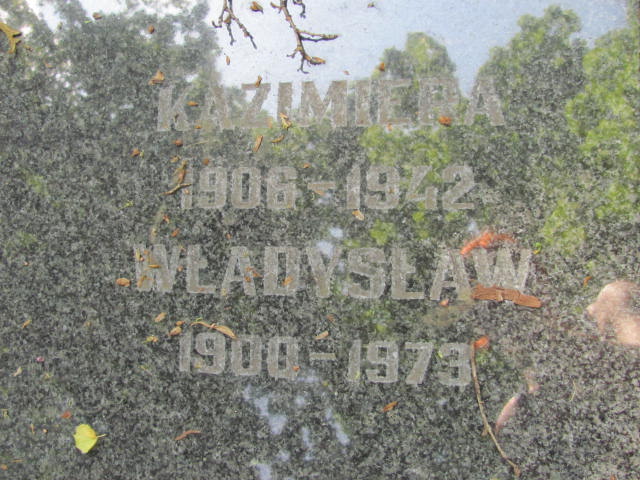 KAZIMIERA
1906 - 1942
WŁADYSŁAW
1900 - 1973